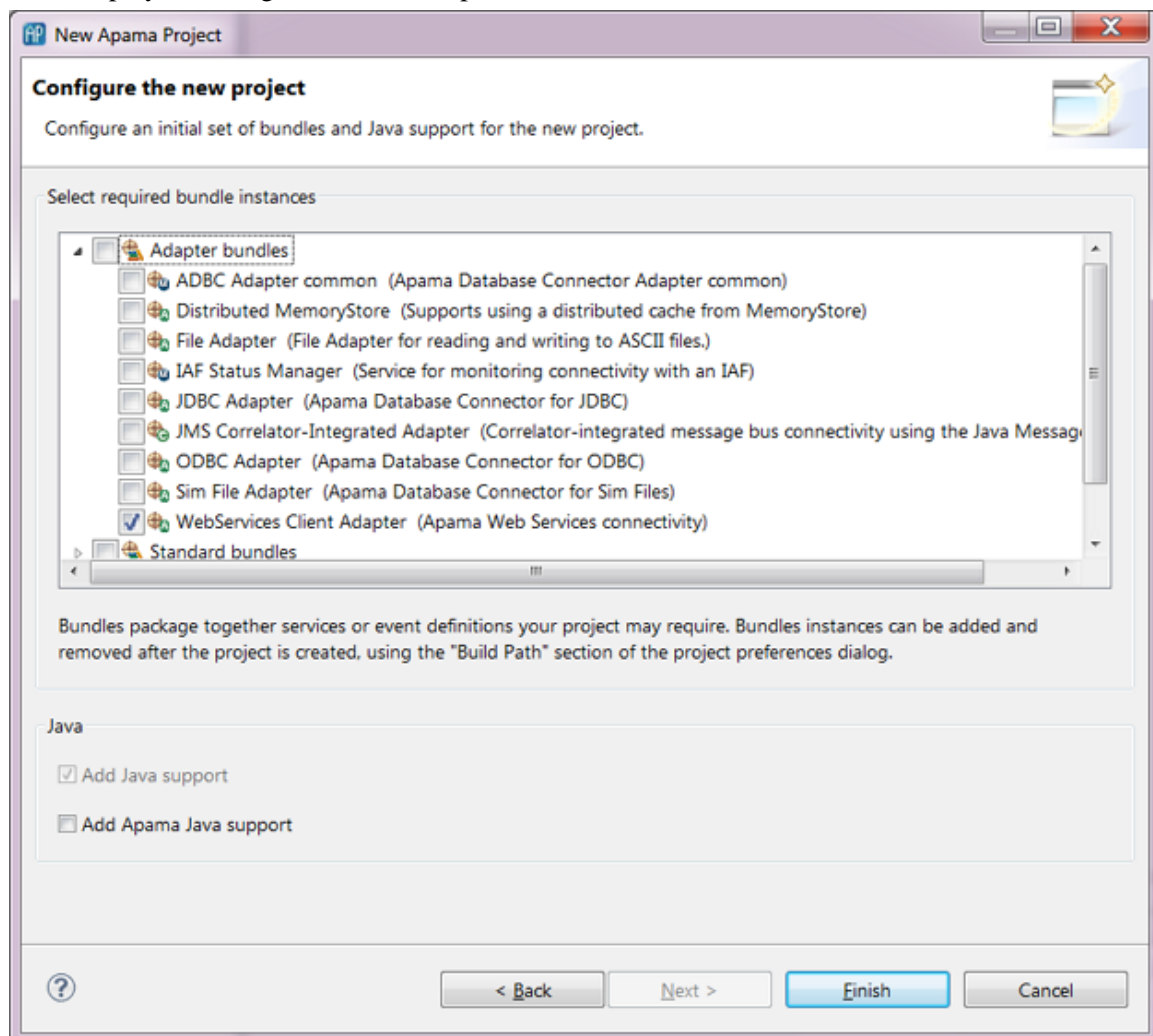 New Apama Project
Configure the new project
Configure an initial set of bundles and Java support for the new project.
Select required bundle instances
Adapter bundles
ADBC Adapter common (Apama Database Connector Adapter common)
Distributed MemoryStore (Supports using a distributed cache from MemoryStore)
File Adapter (File Adapter for reading and writing to ASCII files.)
IAF Status Manager (Service for monitoring connectivity with an IAF)
JDBC Adapter (Apama Database Connector for JDBC)
JMS Correlator-Integrated Adapter (Correlator-integrated message bus connectivity using the Java Messag
ODBC Adapter (Apama Database Connector for ODBC)
Sim File Adapter (Apama Database Connector for Sim Files)
WebServices Client Adapter (Apama Web Services connectivity)
Standard bundles
Bundles package together services or event definitions your project may require. Bundles instances can be added and
removed after the project is created, using the "Build Path" section of the project preferences dialog.
Java
Add Java support
Add Apama Java support
< Back Next > Finish Cancel